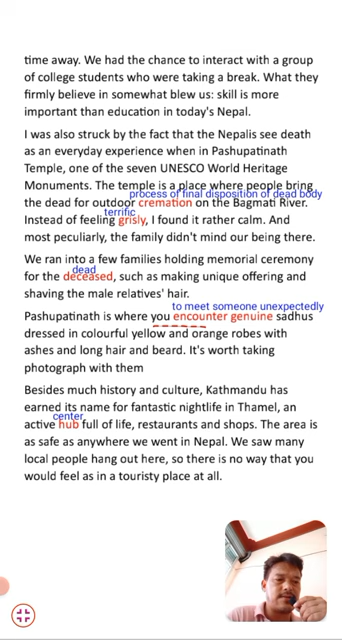 time away. We had the chance to interact with a group
of college students who were taking a break. What they
firmly believe in somewhat blew us: skill is more
important than education in today's Nepal.
I was also struck by the fact that the Nepalis see death
as an everyday experience when in Pashupatinath
Temple, one of the seven UNESCO World Heritage
Monuments. The temple is a place where people bring
process of final disposition of dead body
the dead for outdoor cremation on the Bagmati River.
terrific
Instead of feeling grisly, I found it rather calm. And
most peculiarly, the family didn't mind our being there.
We ran into a few families holding memorial ceremony
dead
for the deceased, such as making unique offering and
shaving the male relatives' hair.
to meet someone unexpectedly
Pashupatinath is where you encounter genuine sadhus
dressed in colourful yellow and orange robes with
ashes and long hair and beard. It's worth taking
photograph with them
Besides much history and culture, Kathmandu has
earned its name for fantastic nightlife in Thamel, an
center
active hub full of life, restaurants and shops. The area is
as safe as anywhere we went in Nepal. We saw many
local people hang out here, so there is no way that you
would feel as in a touristy place at all.